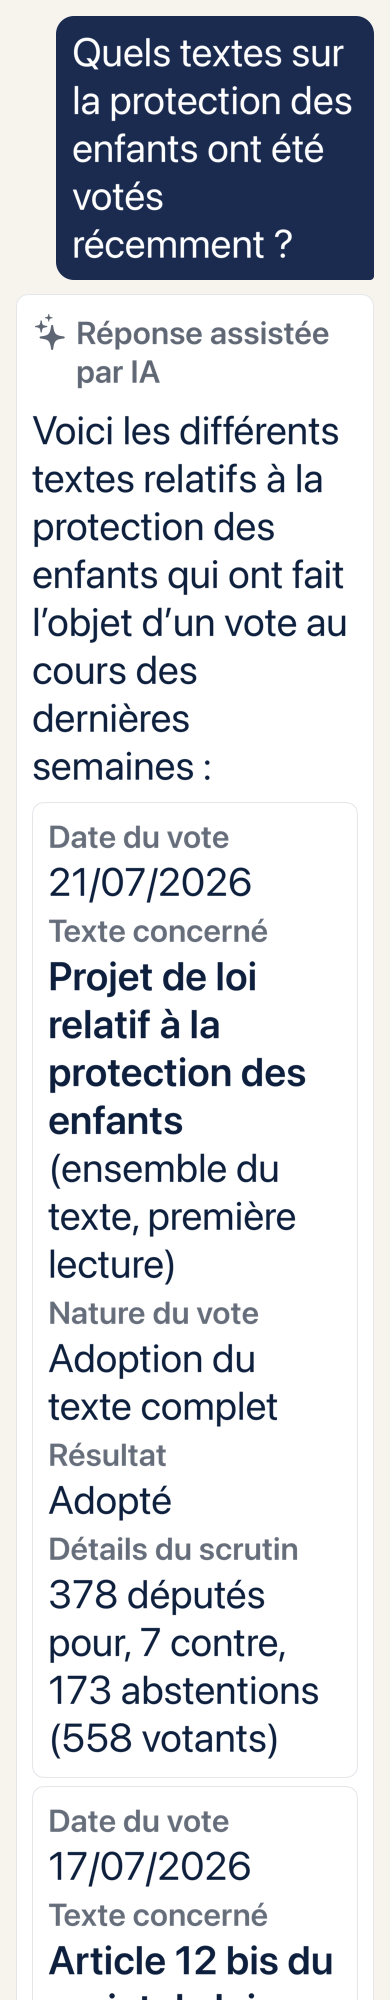 Quels textes sur
la protection des
enfants ont été
votés
récemment ?
Réponse assistée
par IA
Voici les différents
textes relatifs à la
protection des
enfants qui ont fait
l’objet d’un vote au
cours des
dernières
semaines :
Date du vote
21/07/2026
Texte concerné
Projet de loi
relatif à la
protection des
enfants
(ensemble du
texte, première
lecture)
Nature du vote
Adoption du
texte complet
Résultat
Adopté
Détails du scrutin
378 députés
pour, 7 contre,
173 abstentions
(558 votants)
Date du vote
17/07/2026
Texte concerné
Article 12 bis du